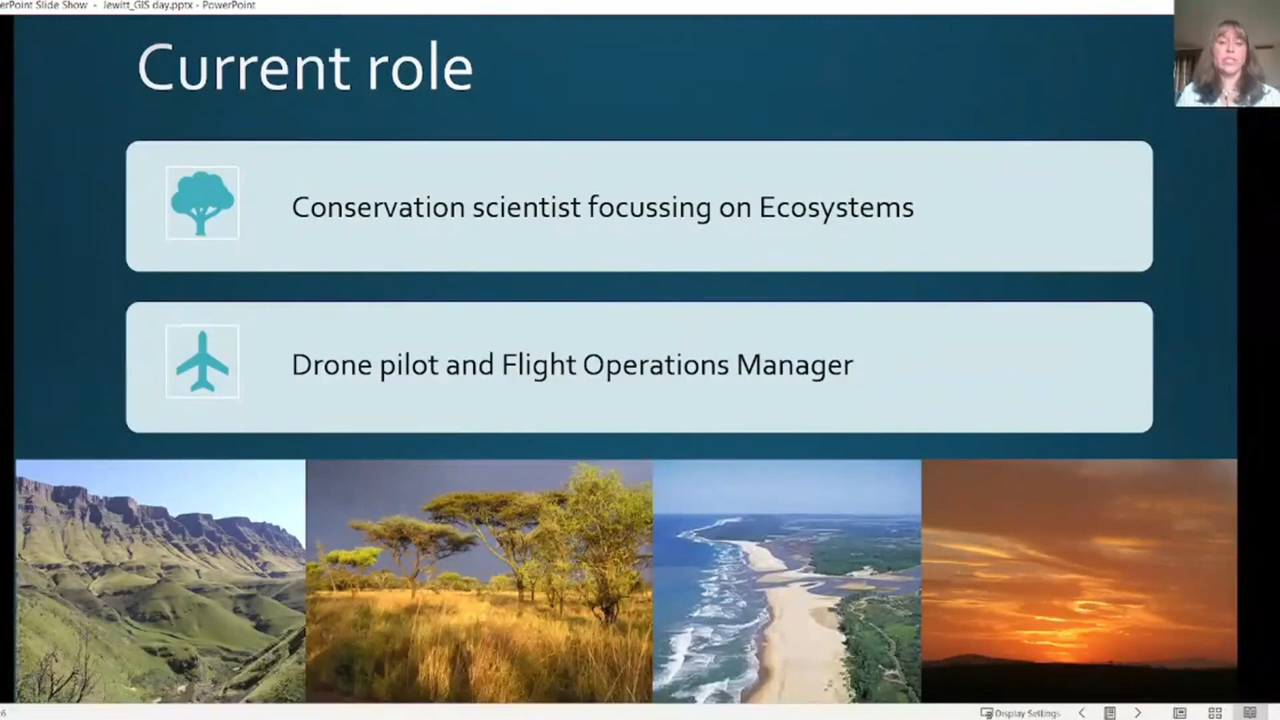 PowerPoint Slide Show - Jewitt_GIS day.pptx - PowerPoint
Current role
Conservation scientist focussing on Ecosystems
Drone pilot and Flight Operations Manager
Display Settings